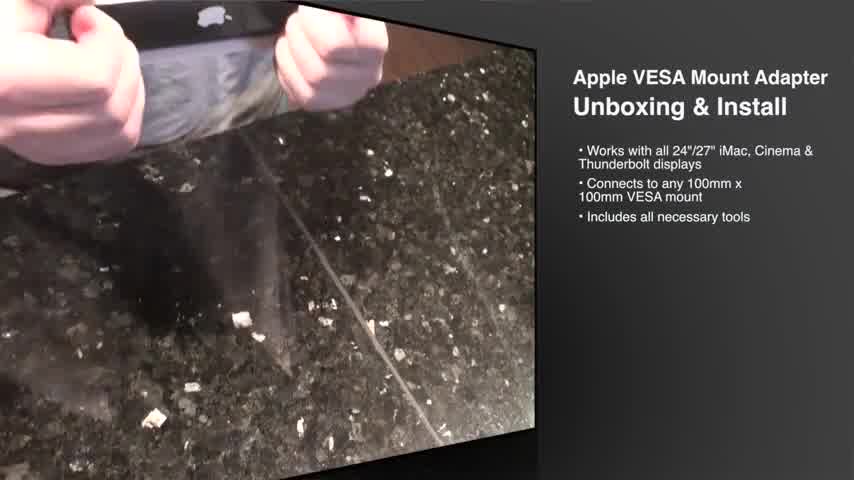 Apple VESA Mount Adapter
Unboxing & Install
• Works with all 24"/27" iMac, Cinema &
Thunderbolt displays
• Connects to any 100mm x
100mm VESA mount
• Includes all necessary tools